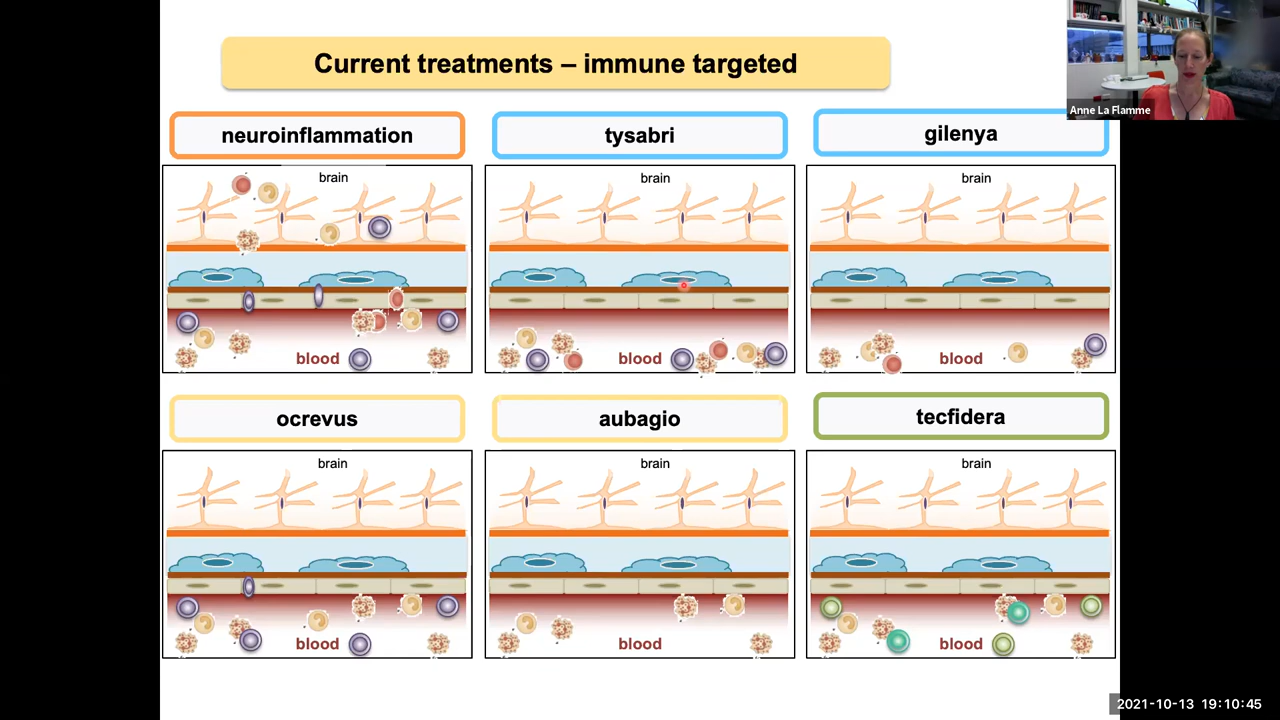 Current treatments – immune targeted
Anne La Flamme
neuroinflammation
tysabri
gilenya
brain
brain
brain
blood
blood
blood
ocrevus
aubagio
tecfidera
brain
brain
brain
blood
blood
blood
2021-10-13 19:10:45